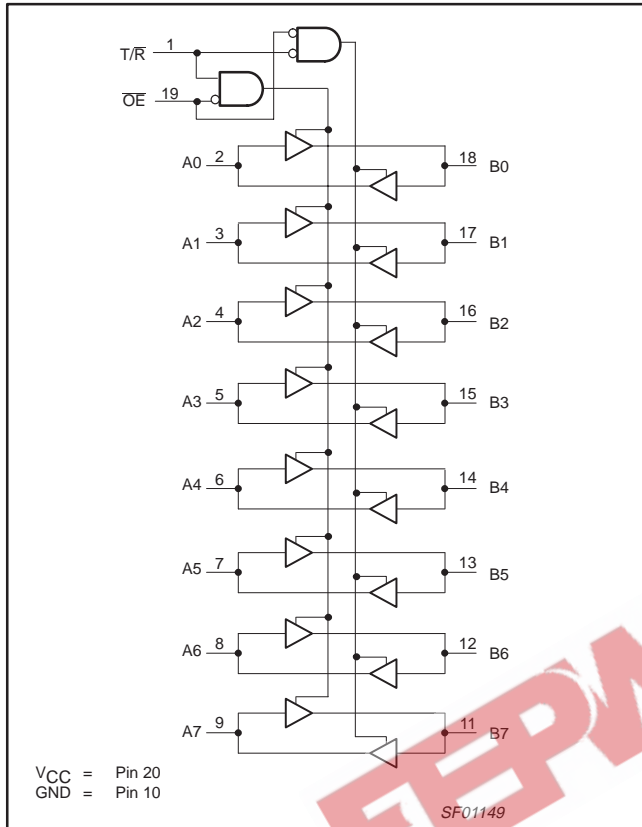 T/R̅ 1
O̅E̅ 19
A0 2 18 B0
A1 3 17 B1
A2 4 16 B2
A3 5 15 B3
A4 6 14 B4
A5 7 13 B5
A6 8 12 B6
A7 9 11 B7
VCC = Pin 20
GND = Pin 10
SF01149
EEPW